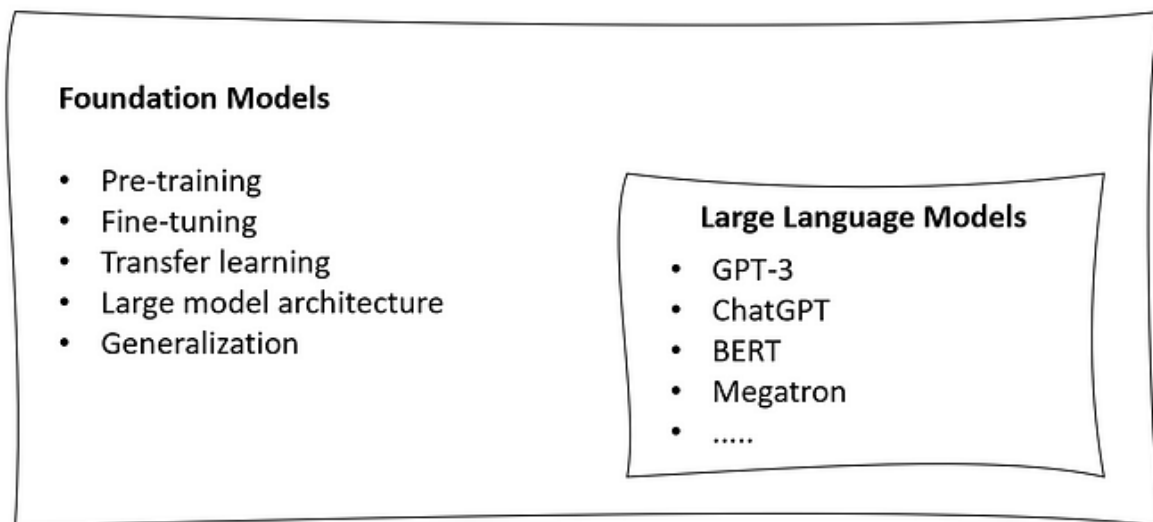 Foundation Models
• Pre-training
• Fine-tuning
• Transfer learning
• Large model architecture
• Generalization
Large Language Models
• GPT-3
• ChatGPT
• BERT
• Megatron
• .....